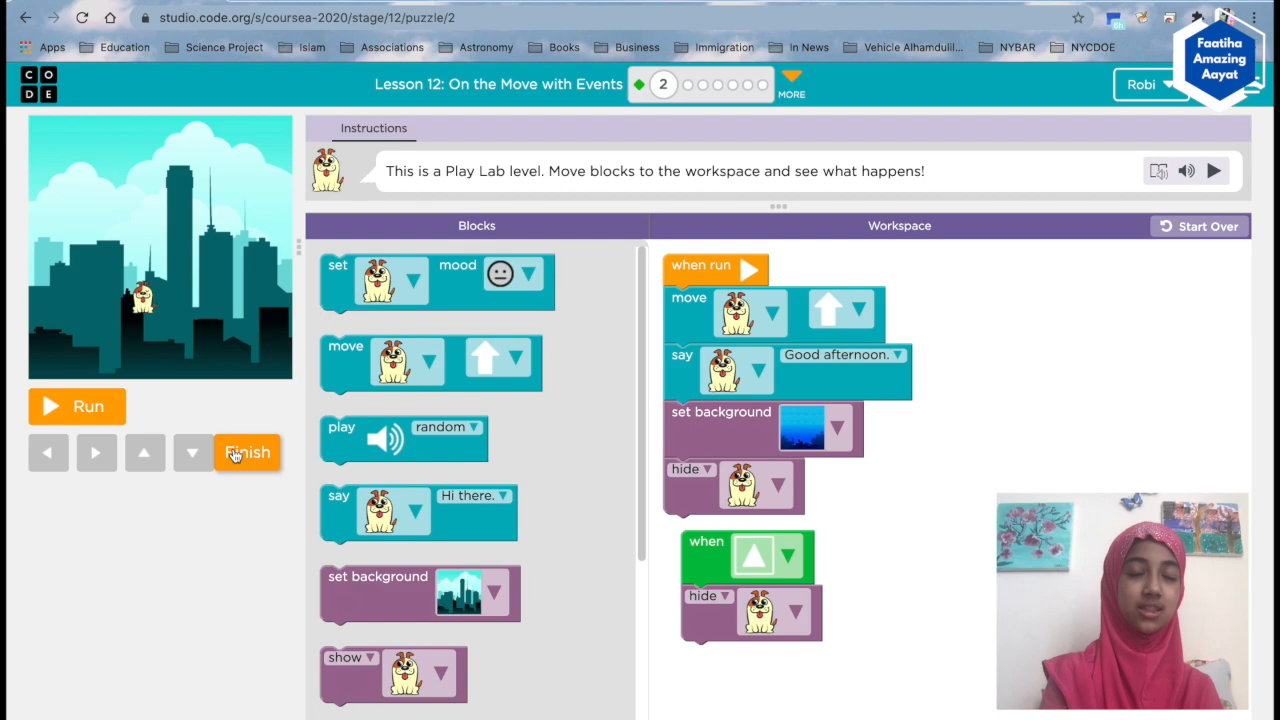 studio.code.org/s/coursea-2020/stage/12/puzzle/2
6h
Apps Education Science Project Islam Associations Astronomy Books Business Immigration In News Vehicle Alhamdulil... NYBAR NYCDOE
Faatiha
Amazing
Aayat
C O
D E
Lesson 12: On the Move with Events
2
MORE
Robi
Instructions
This is a Play Lab level. Move blocks to the workspace and see what happens!
Blocks
Workspace
Start Over
Run
Finish
set mood
move
play random
say Hi there.
set background
show
when run
move
say Good afternoon.
set background
hide
when
hide